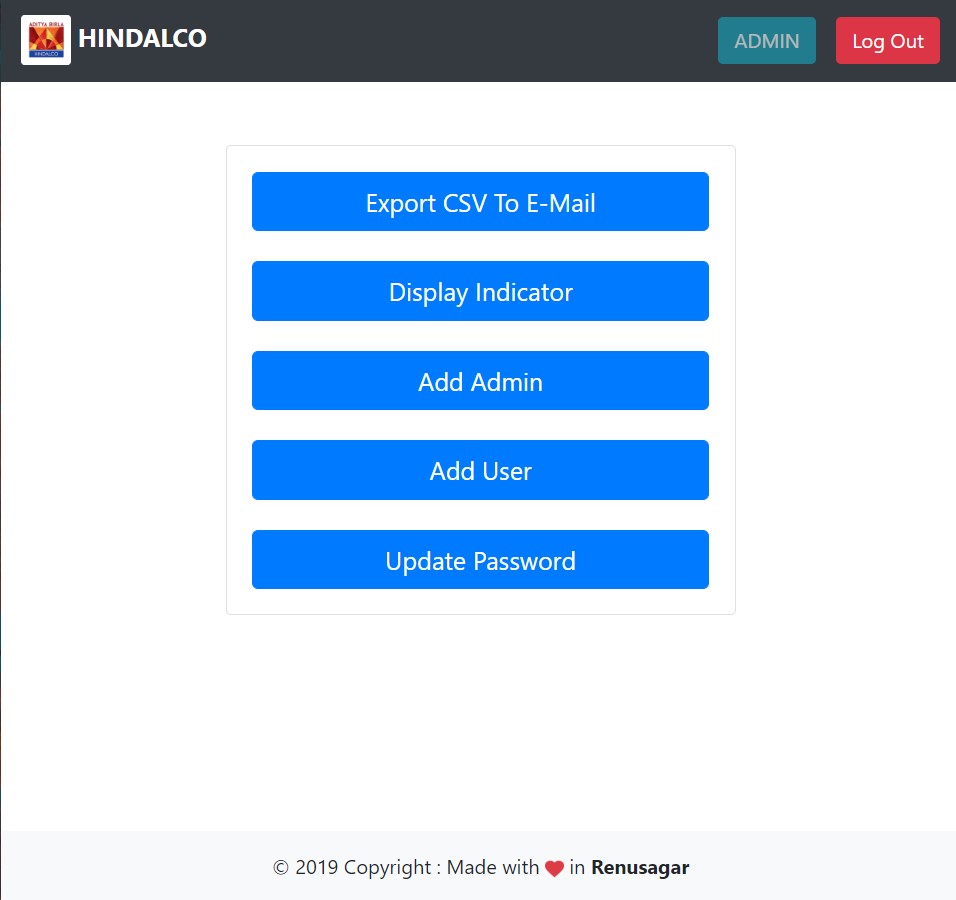 ADITYA BIRLA
HINDALCO
HINDALCO
ADMIN
Log Out
Export CSV To E-Mail
Display Indicator
Add Admin
Add User
Update Password
© 2019 Copyright : Made with ❤ in Renusagar